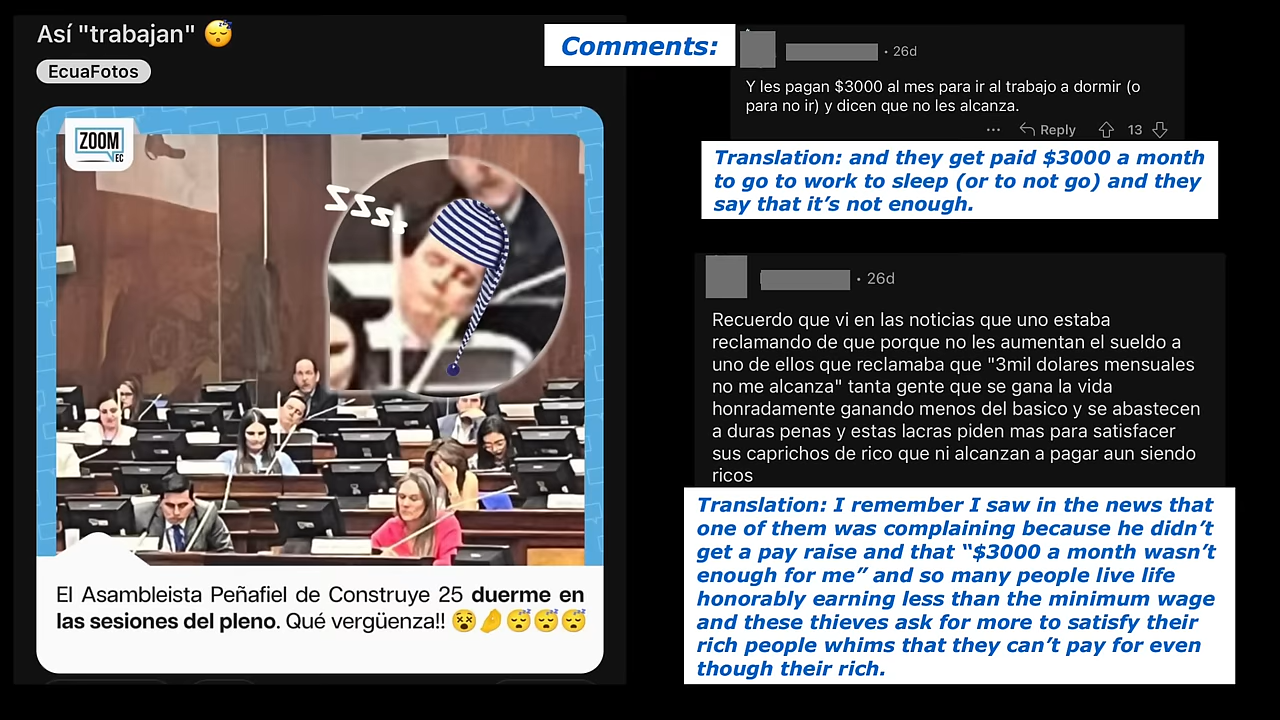 Así "trabajan" 😴
EcuaFotos
ZOOM
EC
zzzz
El Asambleista Peñafiel de Construye 25 duerme en
las sesiones del pleno. Qué vergüenza!! 😵🤌😴😴😴
Comments:
· 26d
Y les pagan $3000 al mes para ir al trabajo a dormir (o
para no ir) y dicen que no les alcanza.
... Reply 13
Translation: and they get paid $3000 a month
to go to work to sleep (or to not go) and they
say that it’s not enough.
· 26d
Recuerdo que vi en las noticias que uno estaba
reclamando de que porque no les aumentan el sueldo a
uno de ellos que reclamaba que "3mil dolares mensuales
no me alcanza" tanta gente que se gana la vida
honradamente ganando menos del basico y se abastecen
a duras penas y estas lacras piden mas para satisfacer
sus caprichos de rico que ni alcanzan a pagar aun siendo
ricos
Translation: I remember I saw in the news that
one of them was complaining because he didn’t
get a pay raise and that “$3000 a month wasn’t
enough for me” and so many people live life
honorably earning less than the minimum wage
and these thieves ask for more to satisfy their
rich people whims that they can’t pay for even
though their rich.